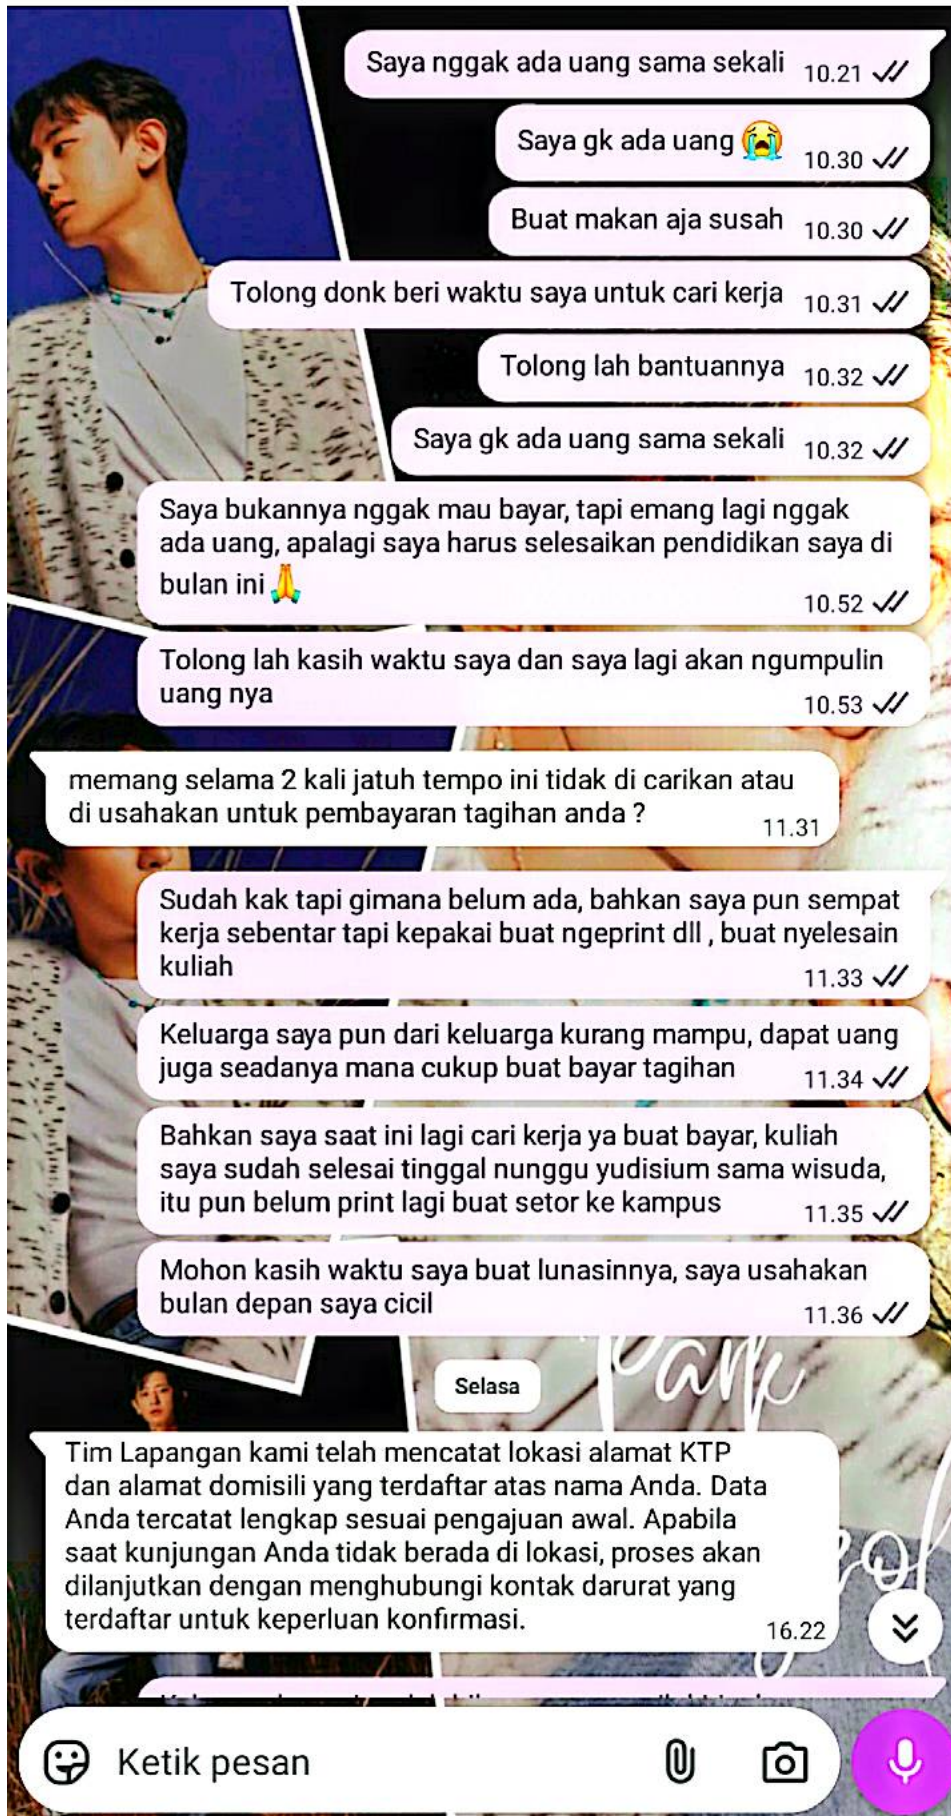 Saya nggak ada uang sama sekali 10.21
Saya gk ada uang 😭 10.30
Buat makan aja susah 10.30
Tolong donk beri waktu saya untuk cari kerja 10.31
Tolong lah bantuannya 10.32
Saya gk ada uang sama sekali 10.32
Saya bukannya nggak mau bayar, tapi emang lagi nggak
ada uang, apalagi saya harus selesaikan pendidikan saya di
bulan ini 🙏
10.52
Tolong lah kasih waktu saya dan saya lagi akan ngumpulin
uang nya
10.53
memang selama 2 kali jatuh tempo ini tidak di carikan atau
di usahakan untuk pembayaran tagihan anda ?
11.31
Sudah kak tapi gimana belum ada, bahkan saya pun sempat
kerja sebentar tapi kepakai buat ngeprint dll , buat nyelesain
kuliah
11.33
Keluarga saya pun dari keluarga kurang mampu, dapat uang
juga seadanya mana cukup buat bayar tagihan
11.34
Bahkan saya saat ini lagi cari kerja ya buat bayar, kuliah
saya sudah selesai tinggal nunggu yudisium sama wisuda,
itu pun belum print lagi buat setor ke kampus
11.35
Mohon kasih waktu saya buat lunasinnya, saya usahakan
bulan depan saya cicil
11.36
Park
Selasa
Tim Lapangan kami telah mencatat lokasi alamat KTP
dan alamat domisili yang terdaftar atas nama Anda. Data
Anda tercatat lengkap sesuai pengajuan awal. Apabila
saat kunjungan Anda tidak berada di lokasi, proses akan
dilanjutkan dengan menghubungi kontak darurat yang
terdaftar untuk keperluan konfirmasi.
16.22
Ketik pesan